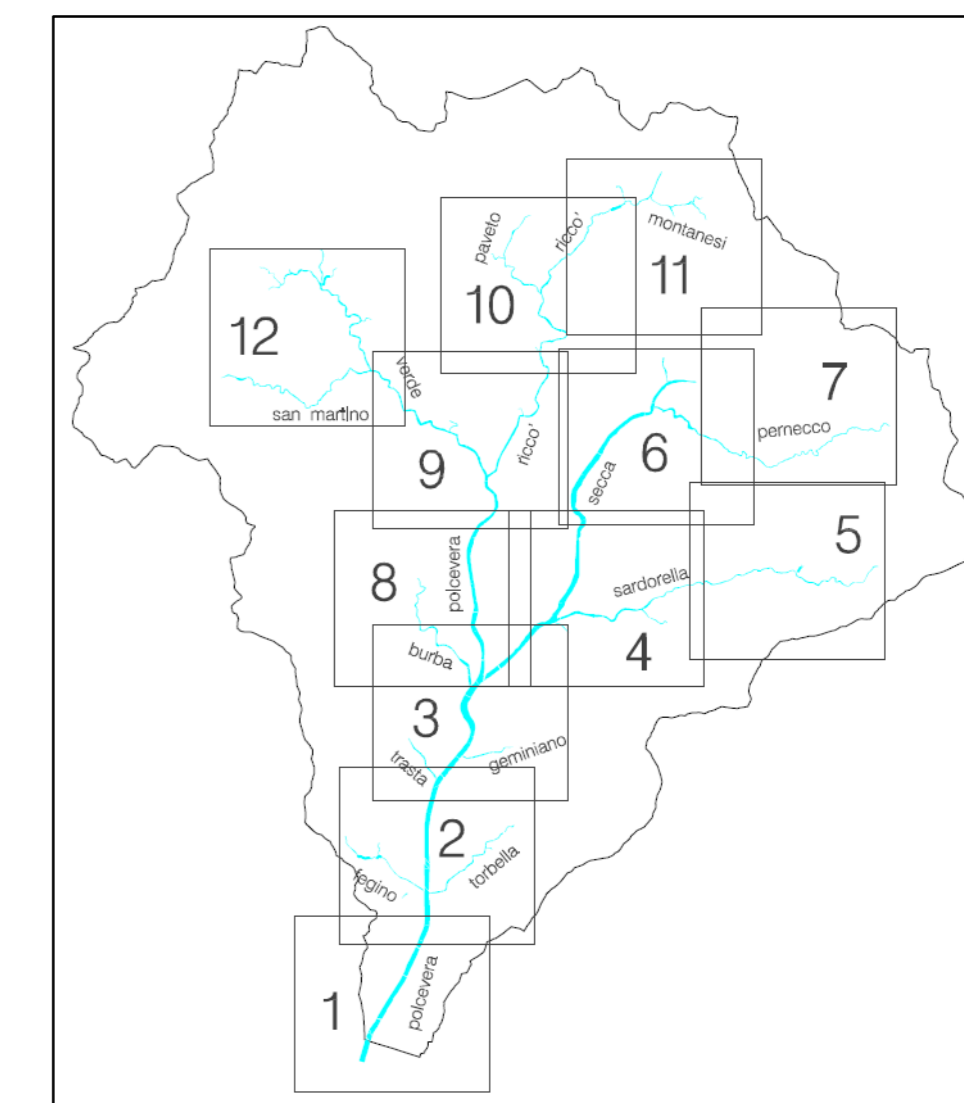 paveto
ricco'
montanesi
11
10
12
7
verde
san martino
pernecco
ricco'
6
9
secca
5
polcevera
8
sardorella
burba
4
3
geminiano
trasta
2
torbella
fegino
polcevera
1